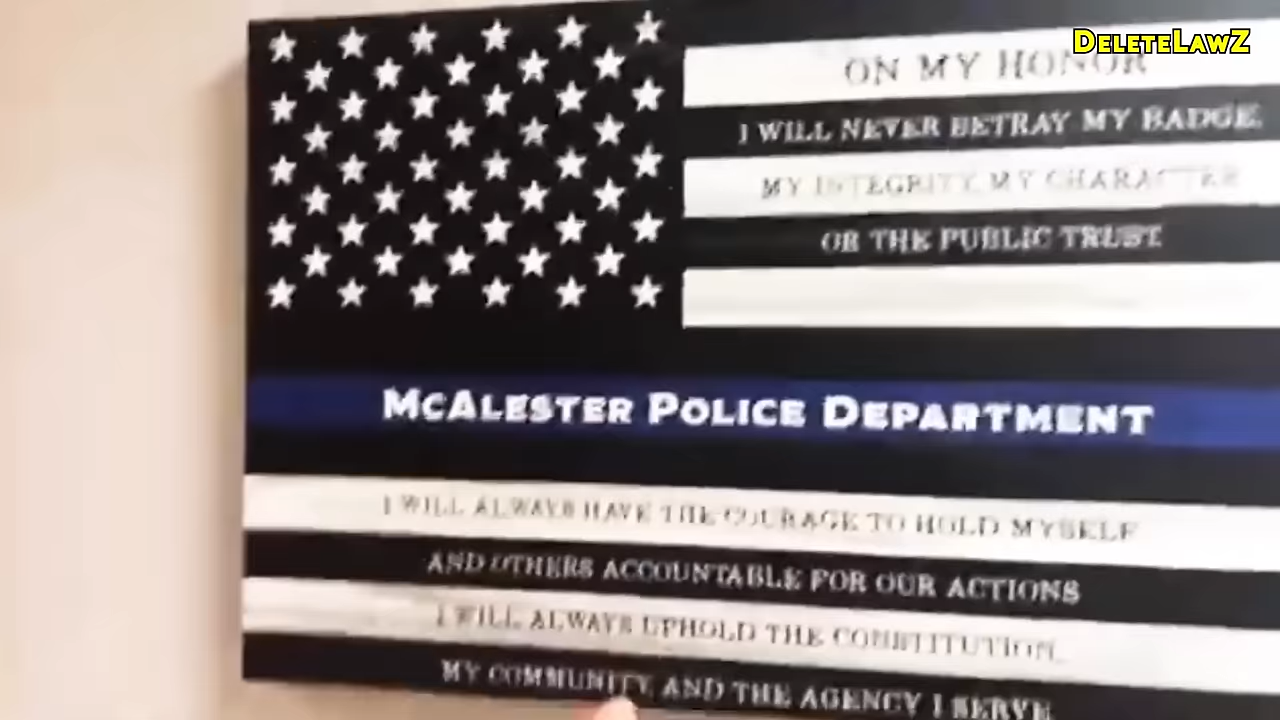 DELETELAWZ
ON MY HONOR
I WILL NEVER BETRAY MY BADGE,
MY INTEGRITY, MY CHARACTER
OR THE PUBLIC TRUST.
MCALESTER POLICE DEPARTMENT
I WILL ALWAYS HAVE THE COURAGE TO HOLD MYSELF
AND OTHERS ACCOUNTABLE FOR OUR ACTIONS
I WILL ALWAYS UPHOLD THE CONSTITUTION,
MY COMMUNITY AND THE AGENCY I SERVE